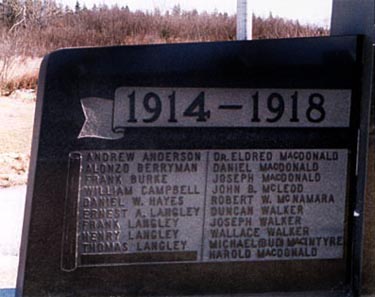 1914-1918
ANDREW ANDERSON
ALONZO BERRYMAN
FRANK BURKE
WILLIAM CAMPBELL
DANIEL W. HAYES
ERNEST A. LANGLEY
FRANK LANGLEY
HENRY LANGLEY
THOMAS LANGLEY
DR. ELDRED MACDONALD
DANIEL MACDONALD
JOSEPH MACDONALD
JOHN B. MCLEOD
ROBERT W. MCNAMARA
DUNCAN WALKER
JOSEPH WALKER
WALLACE WALKER
MICHAEL(BUD)MACINTYRE
HAROLD MACDONALD